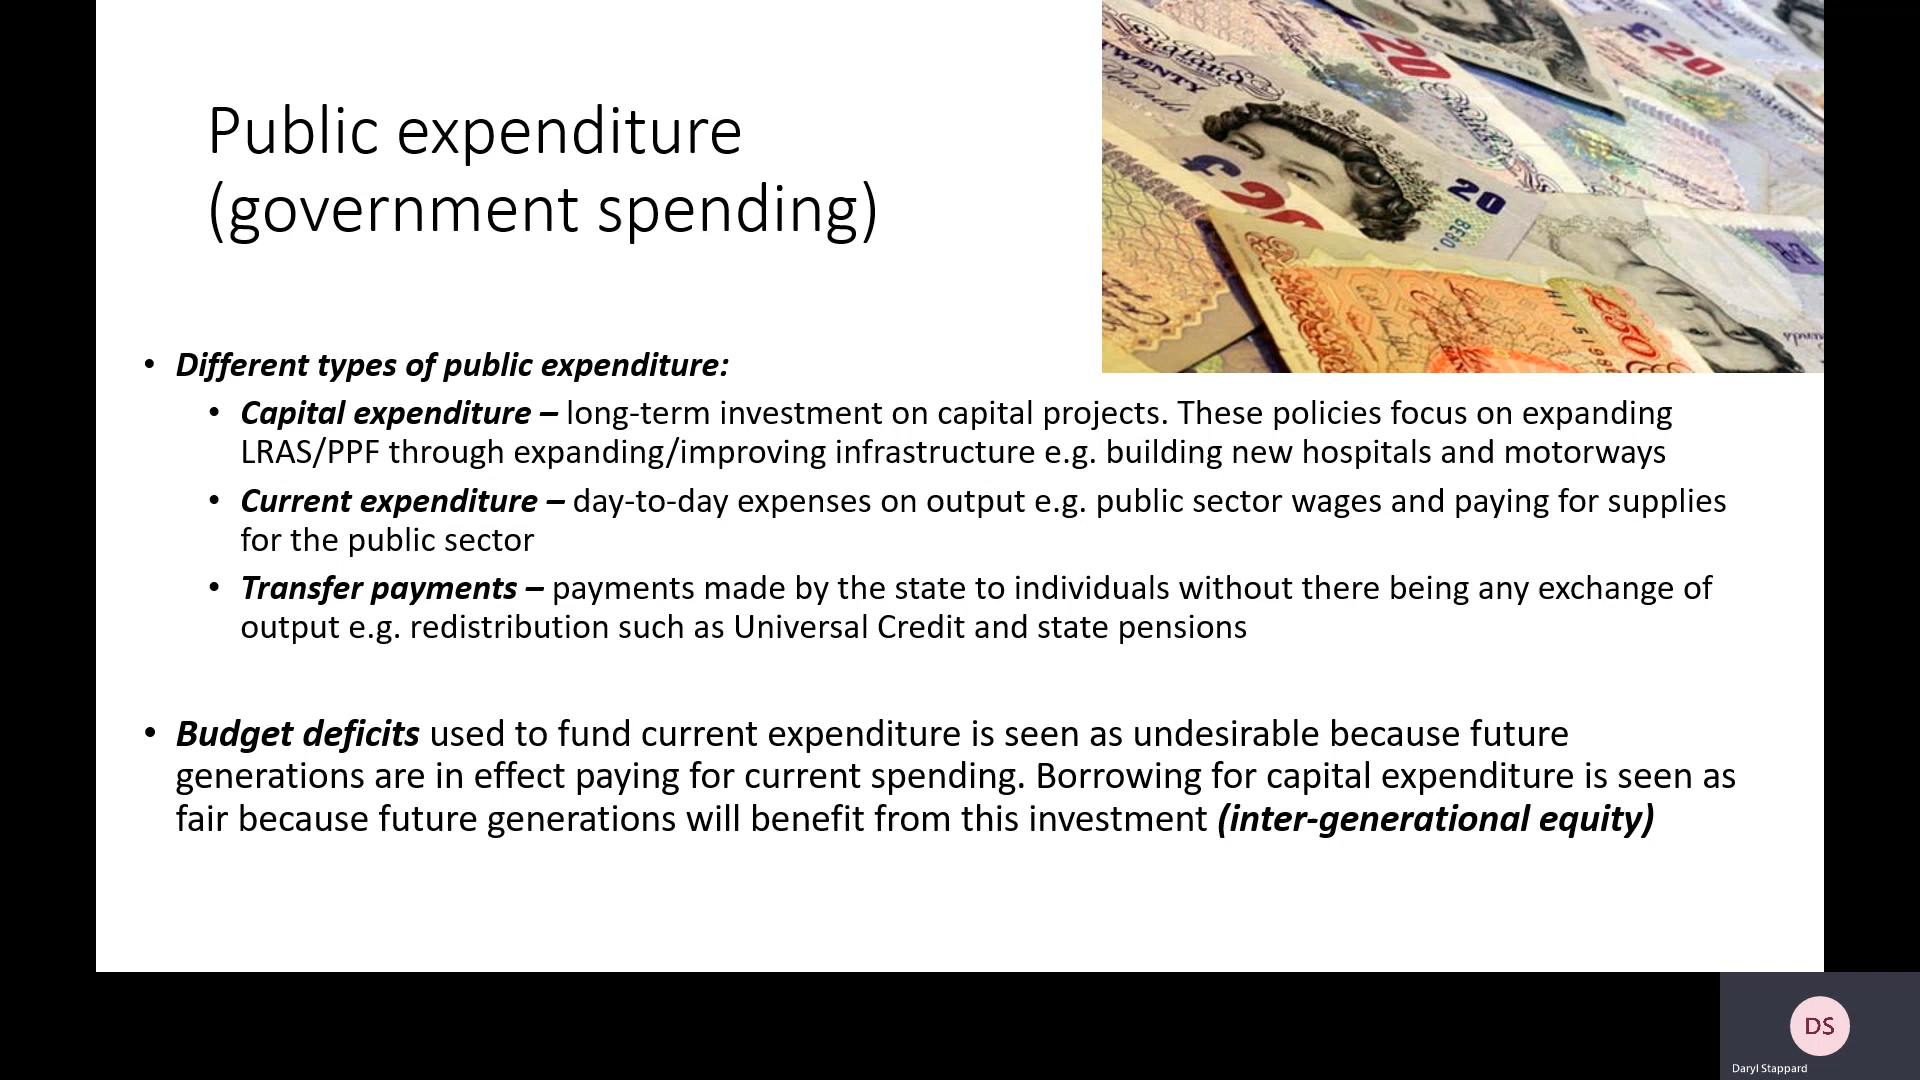 Public expenditure
(government spending)
• Different types of public expenditure:
• Capital expenditure – long-term investment on capital projects. These policies focus on expanding
LRAS/PPF through expanding/improving infrastructure e.g. building new hospitals and motorways
• Current expenditure – day-to-day expenses on output e.g. public sector wages and paying for supplies
for the public sector
• Transfer payments – payments made by the state to individuals without there being any exchange of
output e.g. redistribution such as Universal Credit and state pensions
• Budget deficits used to fund current expenditure is seen as undesirable because future
generations are in effect paying for current spending. Borrowing for capital expenditure is seen as
fair because future generations will benefit from this investment (inter-generational equity)
£20
£20
TWENTY
£20
20
£50
DS
Daryl Stappard